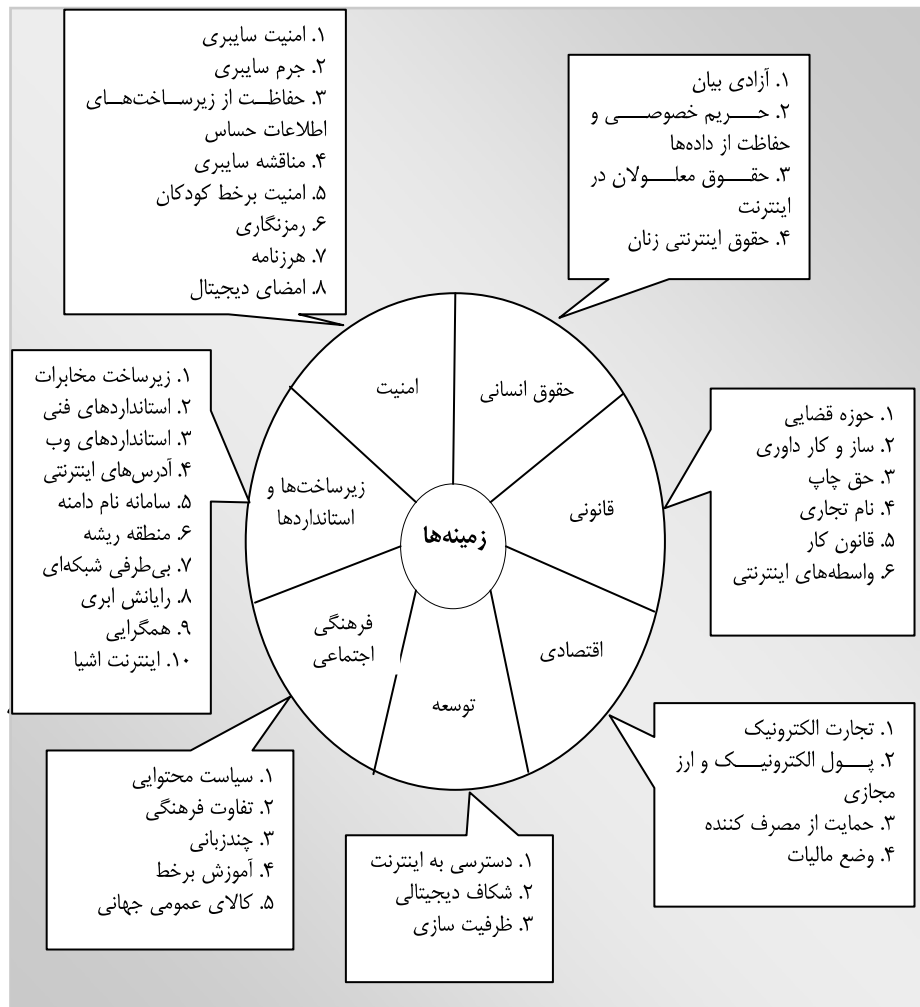 ۱. امنیت سایبری
۲. جرم سایبری
۳. حفاظت از زیرساخت‌های
اطلاعات حساس
۴. مناقشه سایبری
۵. امنیت برخط کودکان
۶. رمزنگاری
۷. هرزنامه
۸. امضای دیجیتال
۱. آزادی بیان
۲. حریم خصوصی و
حفاظت از داده‌ها
۳. حقوق معلولان در
اینترنت
۴. حقوق اینترنتی زنان
۱. زیرساخت مخابرات
۲. استانداردهای فنی
۳. استانداردهای وب
۴. آدرس‌های اینترنتی
۵. سامانه نام دامنه
۶. منطقه ریشه
۷. بی‌طرفی شبکه‌ای
۸. رایانش ابری
۹. همگرایی
۱۰. اینترنت اشیا
۱. حوزه قضایی
۲. ساز و کار داوری
۳. حق چاپ
۴. نام تجاری
۵. قانون کار
۶. واسطه‌های اینترنتی
حقوق انسانی
امنیت
زیرساخت‌ها و
استانداردها
قانونی
زمینه‌ها
فرهنگی
اجتماعی
اقتصادی
توسعه
۱. تجارت الکترونیک
۲. پول الکترونیک و ارز
مجازی
۳. حمایت از مصرف کننده
۴. وضع مالیات
۱. سیاست محتوایی
۲. تفاوت فرهنگی
۳. چندزبانی
۴. آموزش برخط
۵. کالای عمومی جهانی
۱. دسترسی به اینترنت
۲. شکاف دیجیتالی
۳. ظرفیت سازی